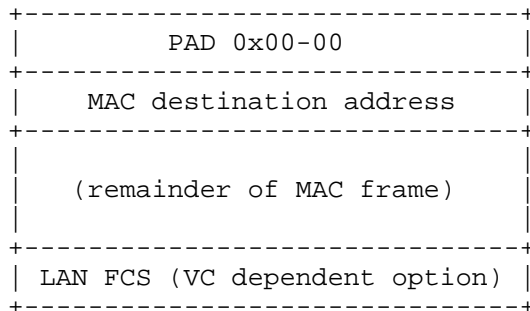 PAD 0x00-00
MAC destination address
(remainder of MAC frame)
LAN FCS (VC dependent option)